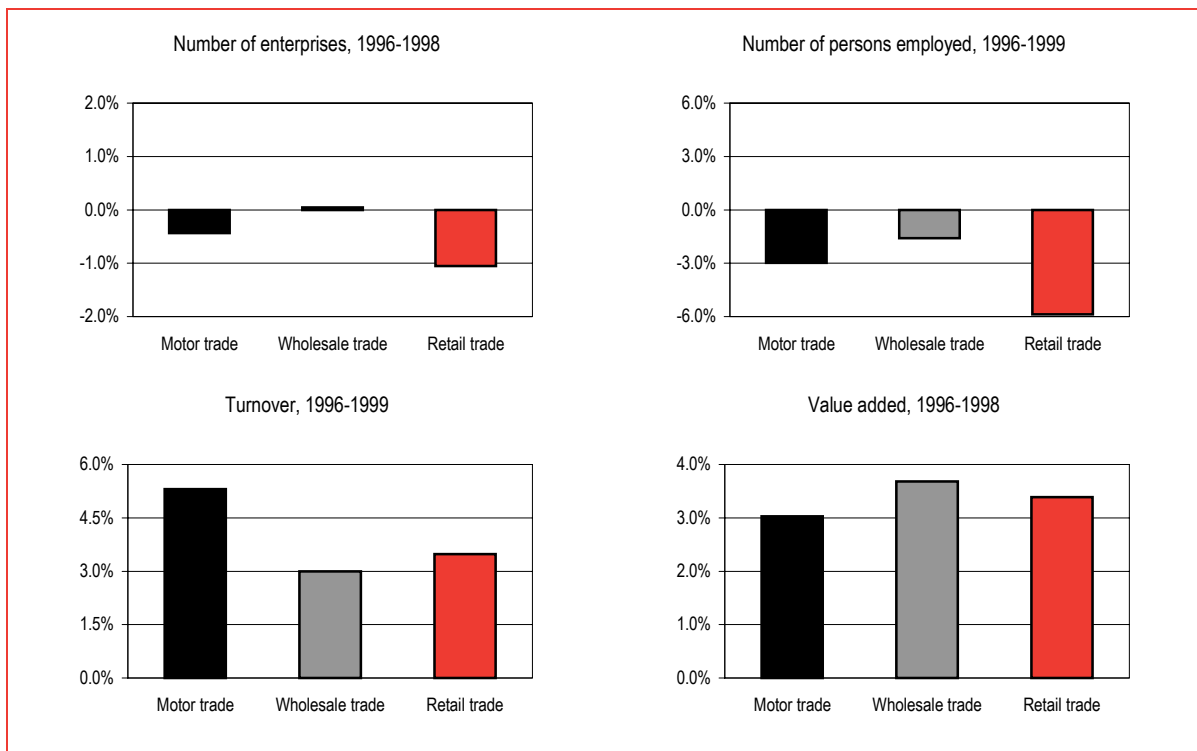 Number of enterprises, 1996-1998
2.0%
1.0%
0.0%
-1.0%
-2.0%
Motor trade Wholesale trade Retail trade
Number of persons employed, 1996-1999
6.0%
3.0%
0.0%
-3.0%
-6.0%
Motor trade Wholesale trade Retail trade
Turnover, 1996-1999
6.0%
4.5%
3.0%
1.5%
0.0%
Motor trade Wholesale trade Retail trade
Value added, 1996-1998
4.0%
3.0%
2.0%
1.0%
0.0%
Motor trade Wholesale trade Retail trade